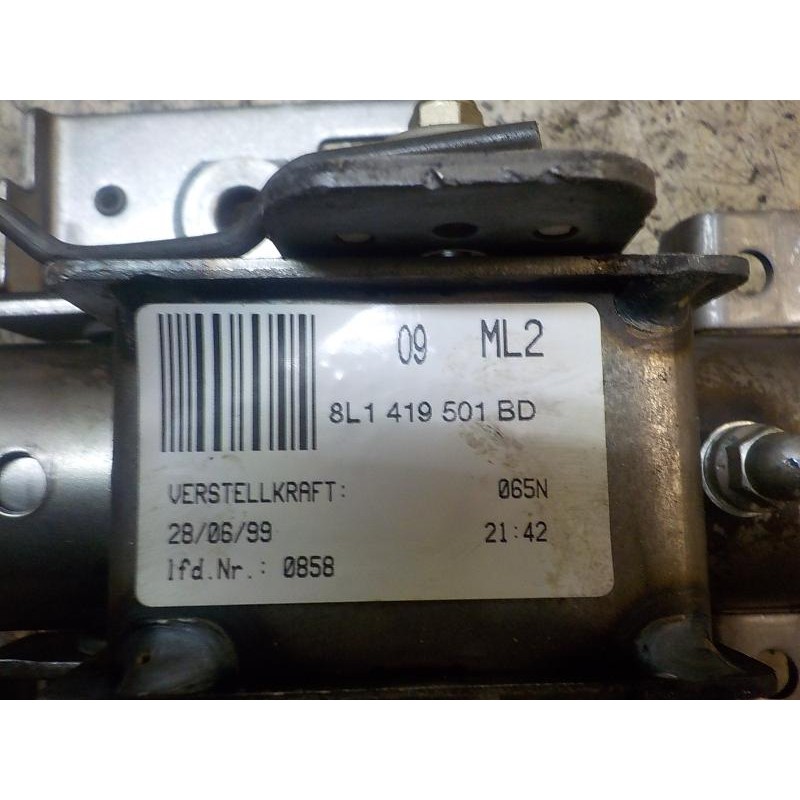 09 ML2
8L1 419 501 BD
VERSTELLKRAFT: 065N
28/06/99 21:42
lfd.Nr.: 0858